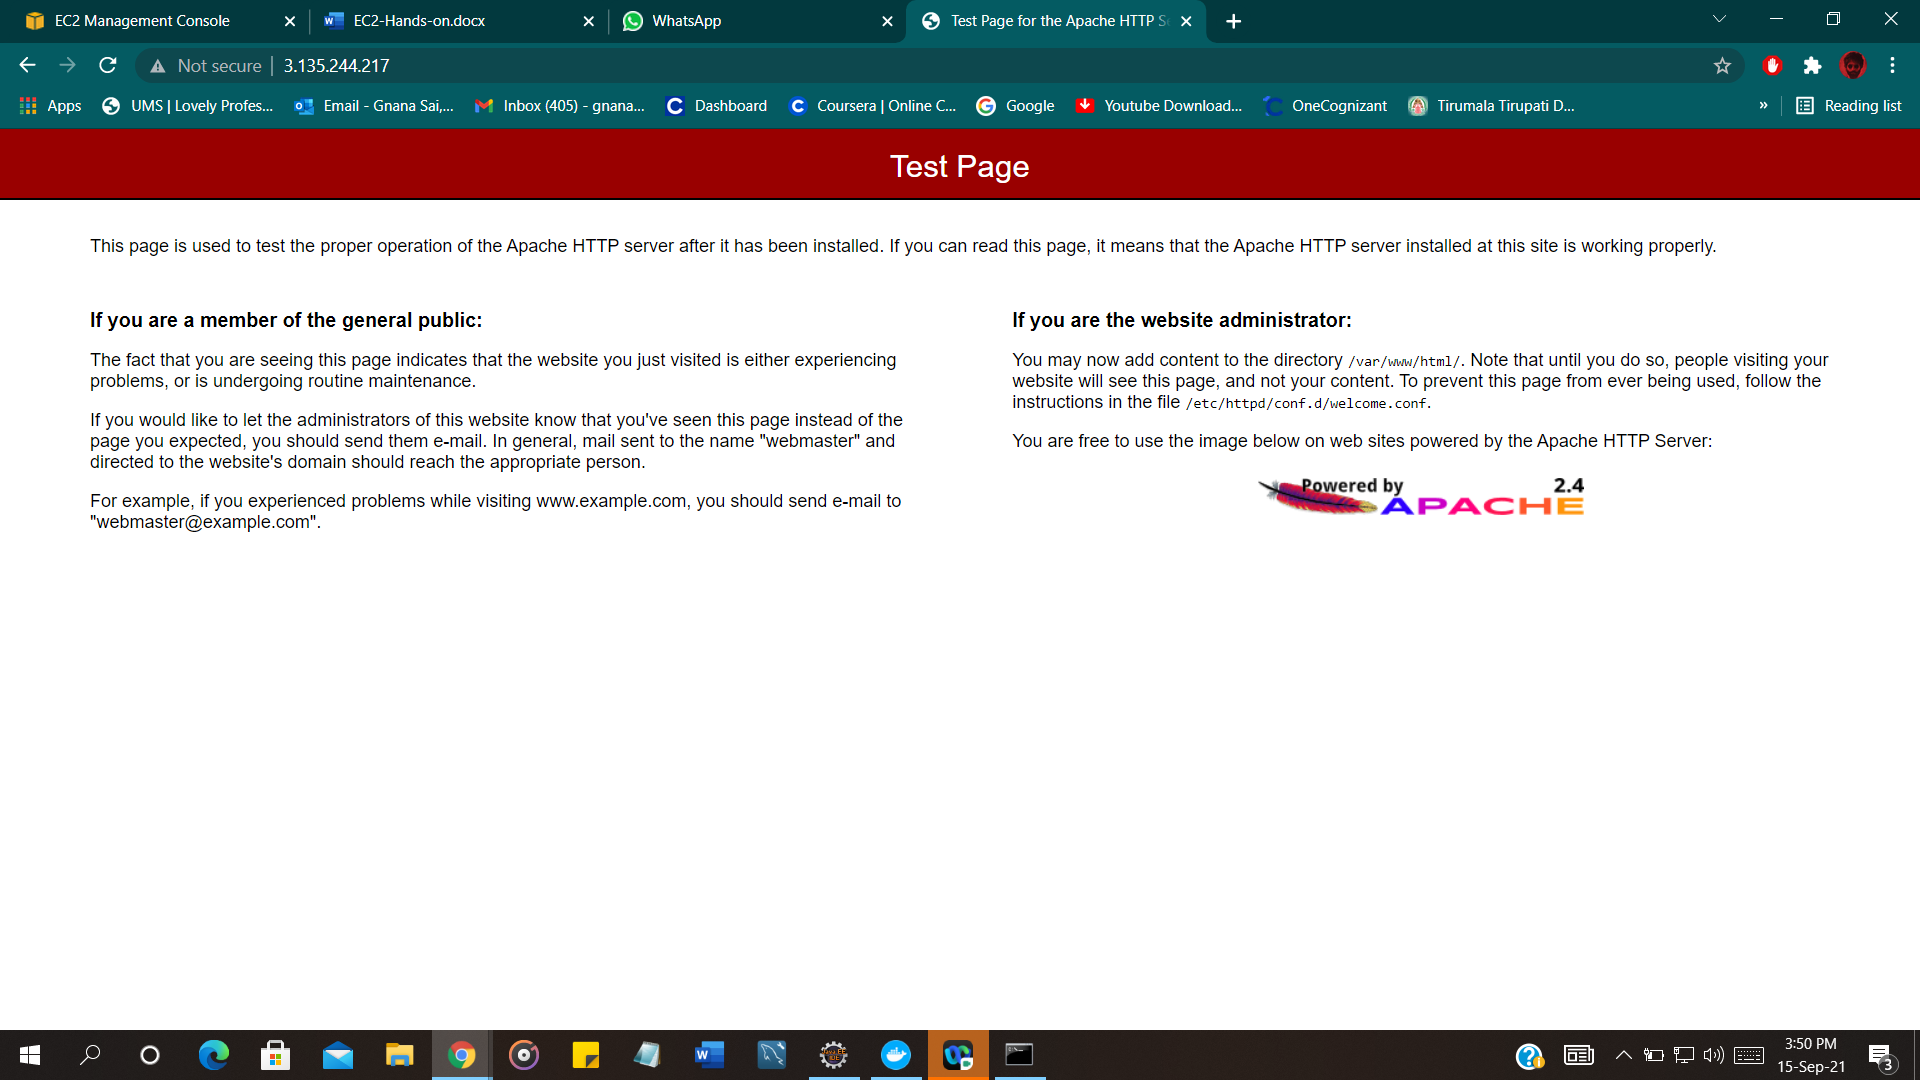 EC2 Management Console
EC2-Hands-on.docx
WhatsApp
Test Page for the Apache HTTP S
Not secure
3.135.244.217
Apps
UMS | Lovely Profes...
Email - Gnana Sai,...
Inbox (405) - gnana...
Dashboard
Coursera | Online C...
Google
Youtube Download...
OneCognizant
Tirumala Tirupati D...
»
Reading list
Test Page
This page is used to test the proper operation of the Apache HTTP server after it has been installed. If you can read this page, it means that the Apache HTTP server installed at this site is working properly.
If you are a member of the general public:
The fact that you are seeing this page indicates that the website you just visited is either experiencing
problems, or is undergoing routine maintenance.
If you would like to let the administrators of this website know that you've seen this page instead of the
page you expected, you should send them e-mail. In general, mail sent to the name "webmaster" and
directed to the website's domain should reach the appropriate person.
For example, if you experienced problems while visiting www.example.com, you should send e-mail to
"webmaster@example.com".
If you are the website administrator:
You may now add content to the directory /var/www/html/. Note that until you do so, people visiting your
website will see this page, and not your content. To prevent this page from ever being used, follow the
instructions in the file /etc/httpd/conf.d/welcome.conf.
You are free to use the image below on web sites powered by the Apache HTTP Server:
Powered by 2.4
APACHE
3:50 PM
15-Sep-21
3